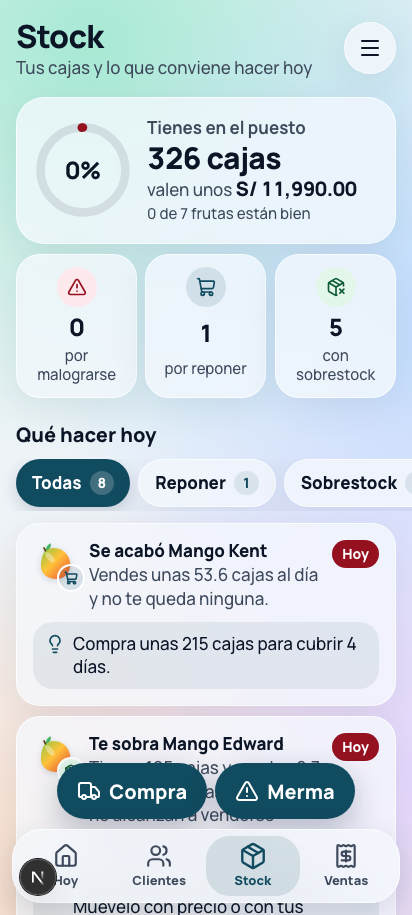 Stock
Tus cajas y lo que conviene hacer hoy
0%
Tienes en el puesto
326 cajas
valen unos S/ 11,990.00
0 de 7 frutas están bien
0
por
malograrse
1
por reponer
5
con
sobrestock
Qué hacer hoy
Todas 8
Reponer 1
Sobrestock
Se acabó Mango Kent
Hoy
Vendes unas 53.6 cajas al día
y no te queda ninguna.
Compra unas 215 cajas para cubrir 4
días.
Te sobra Mango Edward
Hoy
Compra
Merma
N
Hoy
Clientes
Stock
Ventas
Muévelo con precio o con tus